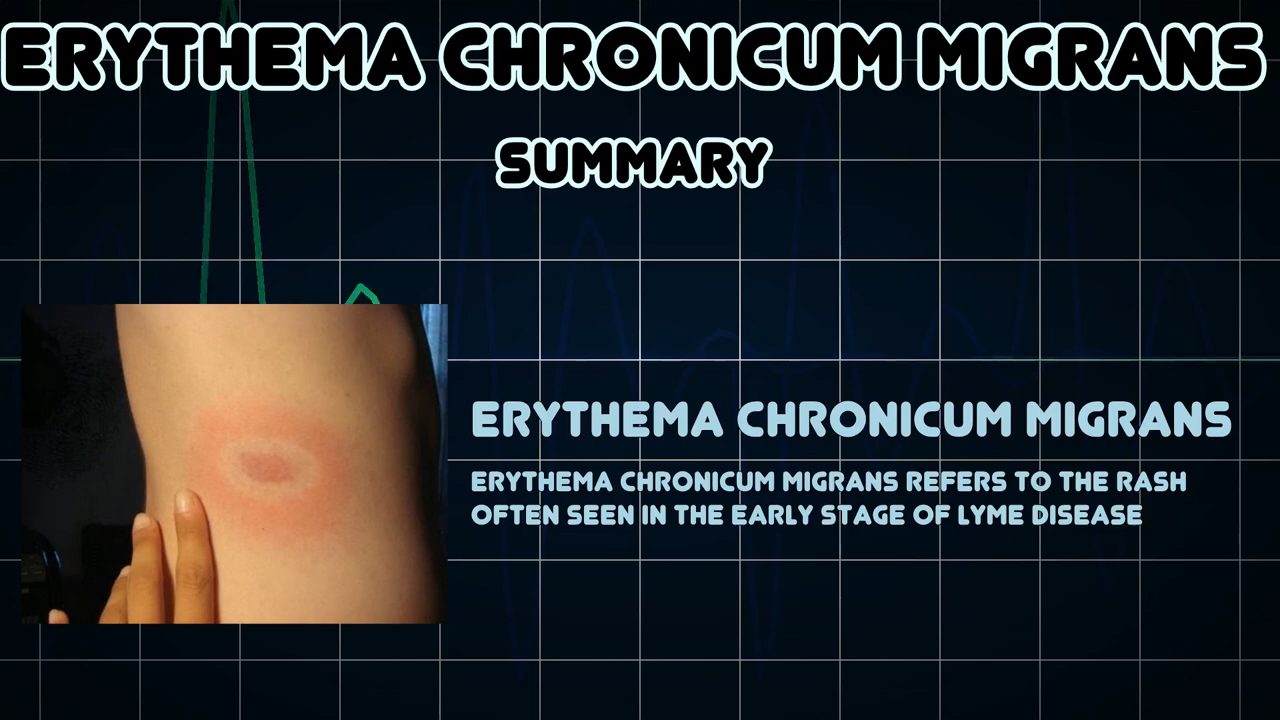 ERYTHEMA CHRONICUM MIGRANS
SUMMARY
ERYTHEMA CHRONICUM MIGRANS
ERYTHEMA CHRONICUM MIGRANS REFERS TO THE RASH
OFTEN SEEN IN THE EARLY STAGE OF LYME DISEASE